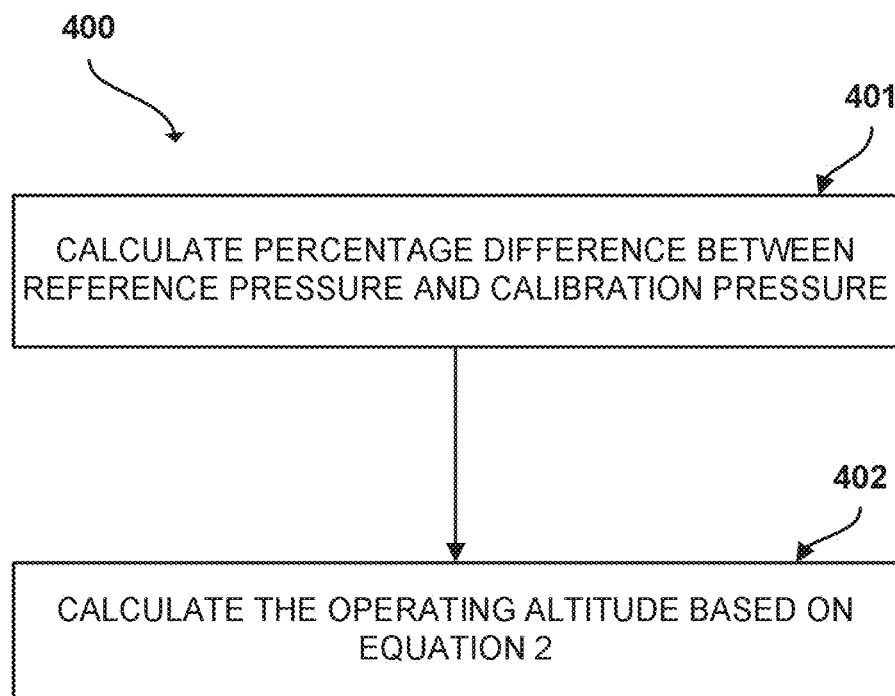 400
401
CALCULATE PERCENTAGE DIFFERENCE BETWEEN
REFERENCE PRESSURE AND CALIBRATION PRESSURE
402
CALCULATE THE OPERATING ALTITUDE BASED ON
EQUATION 2